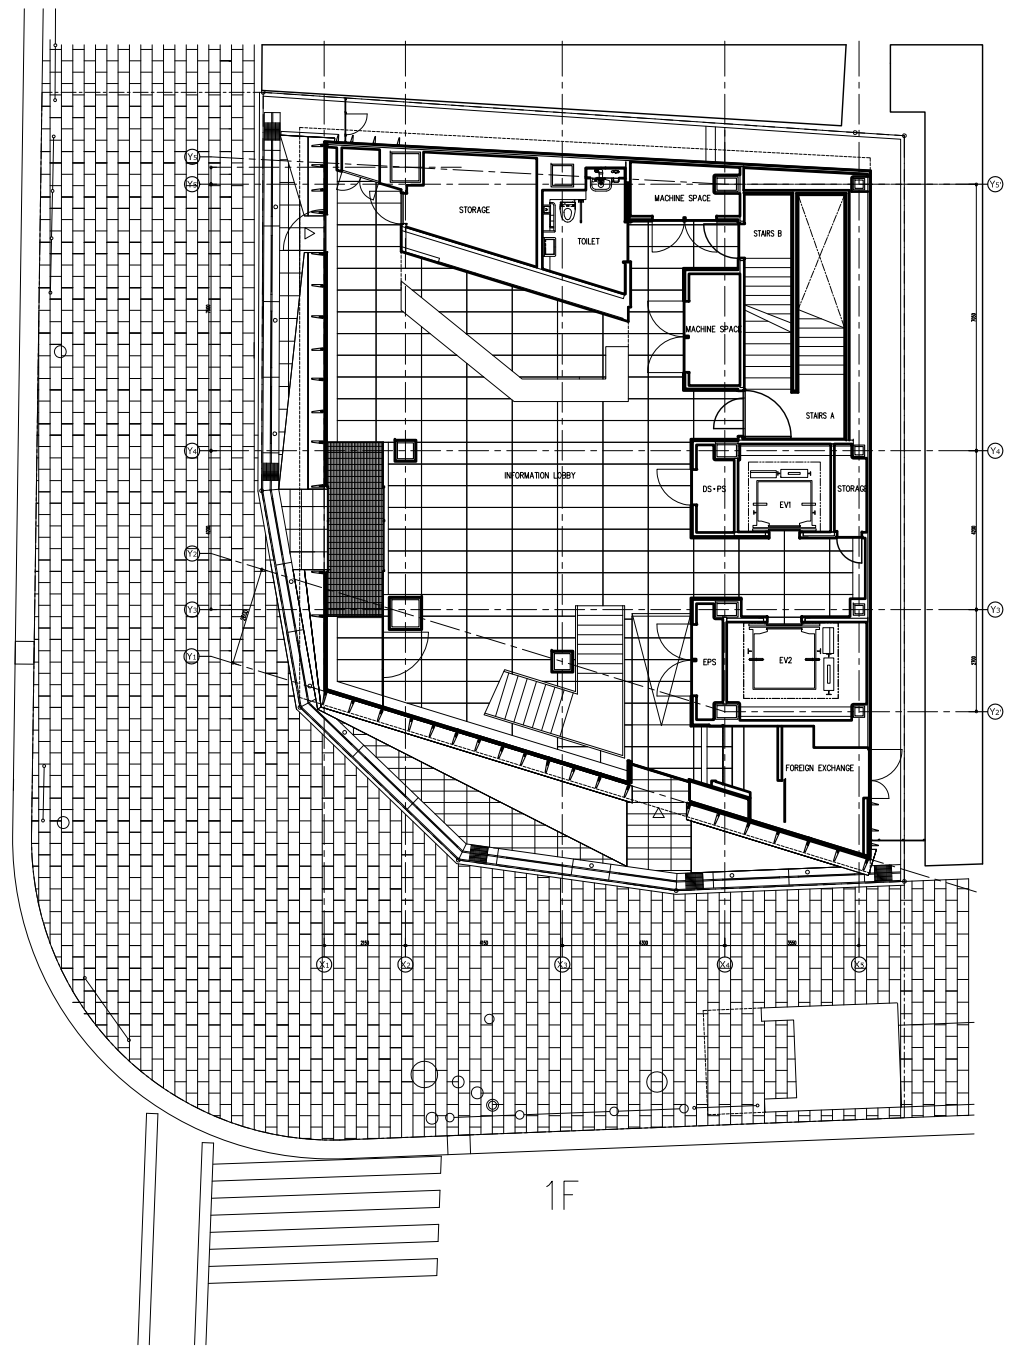 Y5
Y5
Y5'
MACHINE SPACE
STORAGE
STAIRS B
TOILET
MACHINE SPACE
STAIRS A
Y4
Y4
INFORMATION LOBBY
DS・PS
EV1
STORAGE
Y2
Y3
Y3
Y1
EPS
EV2
Y2'
FOREIGN EXCHANGE
X1
X2
X3
X4
X5
1F